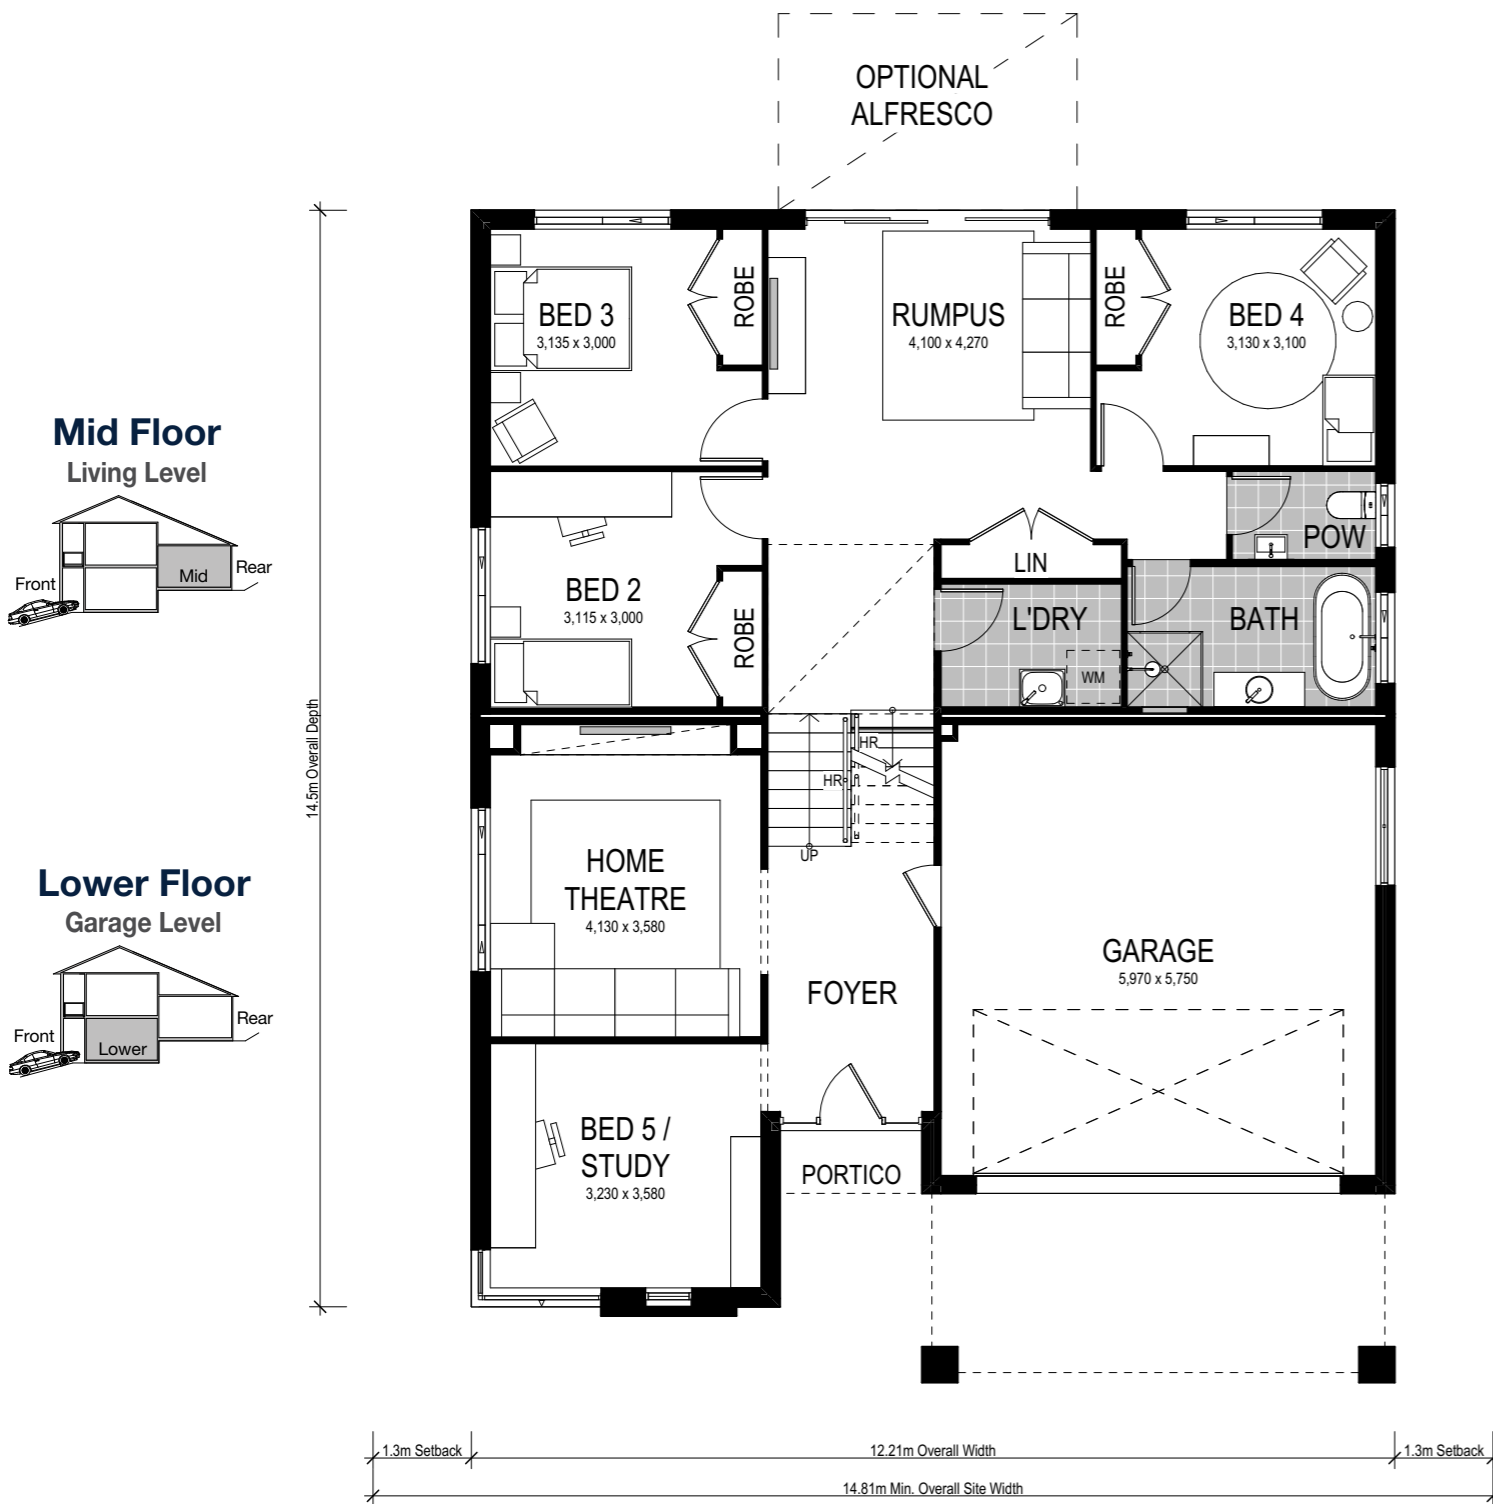 OPTIONAL
ALFRESCO
BED 3
3,135 x 3,000
ROBE
RUMPUS
4,100 x 4,270
ROBE
BED 4
3,130 x 3,100
Mid Floor
Living Level
Front
Mid
Rear
BED 2
3,115 x 3,000
ROBE
LIN
L'DRY
WM
POW
BATH
14.5m Overall Depth
HR
HR
UP
Lower Floor
Garage Level
Front
Lower
Rear
HOME
THEATRE
4,130 x 3,580
FOYER
GARAGE
5,970 x 5,750
BED 5 /
STUDY
3,230 x 3,580
PORTICO
1.3m Setback
12.21m Overall Width
1.3m Setback
14.81m Min. Overall Site Width